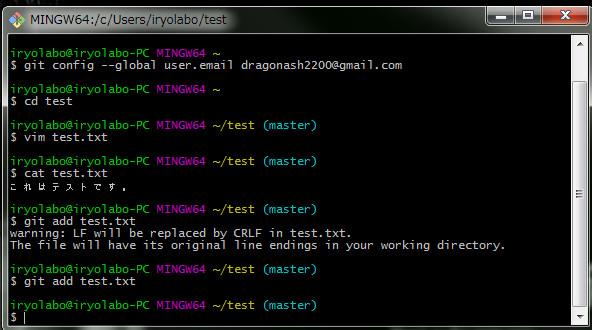 MINGW64:/c/Users/iryolabo/test
iryolabo@iryolabo-PC MINGW64 ~
$ git config --global user.email dragonash2200@gmail.com
iryolabo@iryolabo-PC MINGW64 ~
$ cd test
iryolabo@iryolabo-PC MINGW64 ~/test (master)
$ vim test.txt
iryolabo@iryolabo-PC MINGW64 ~/test (master)
$ cat test.txt
これはテストです。
iryolabo@iryolabo-PC MINGW64 ~/test (master)
$ git add test.txt
warning: LF will be replaced by CRLF in test.txt.
The file will have its original line endings in your working directory.
iryolabo@iryolabo-PC MINGW64 ~/test (master)
$ git add test.txt
iryolabo@iryolabo-PC MINGW64 ~/test (master)
$